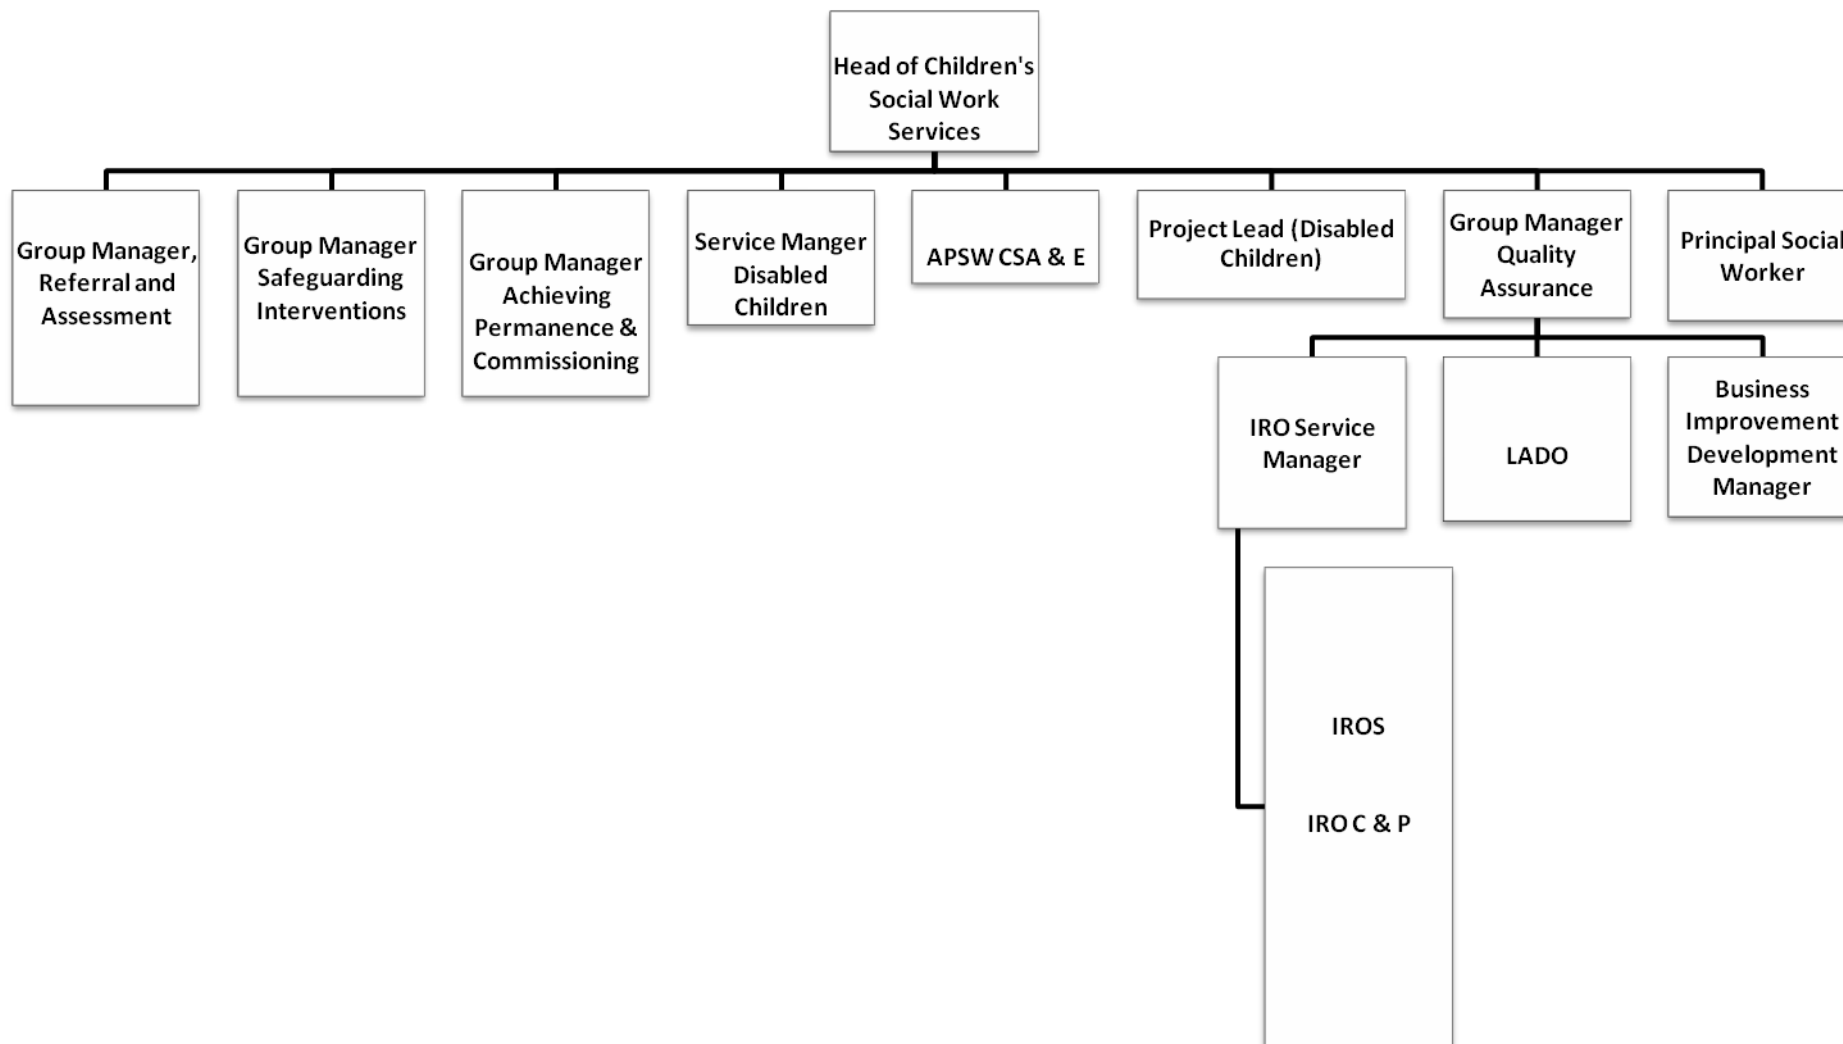 Head of Children's
Social Work
Services
Group Manager,
Referral and
Assessment
Group Manager
Safeguarding
Interventions
Group Manager
Achieving
Permanence &
Commissioning
Service Manger
Disabled
Children
APSW CSA & E
Project Lead (Disabled
Children)
Group Manager
Quality
Assurance
Principal Social
Worker
IRO Service
Manager
LADO
Business
Improvement
Development
Manager
IROS
IRO C & P